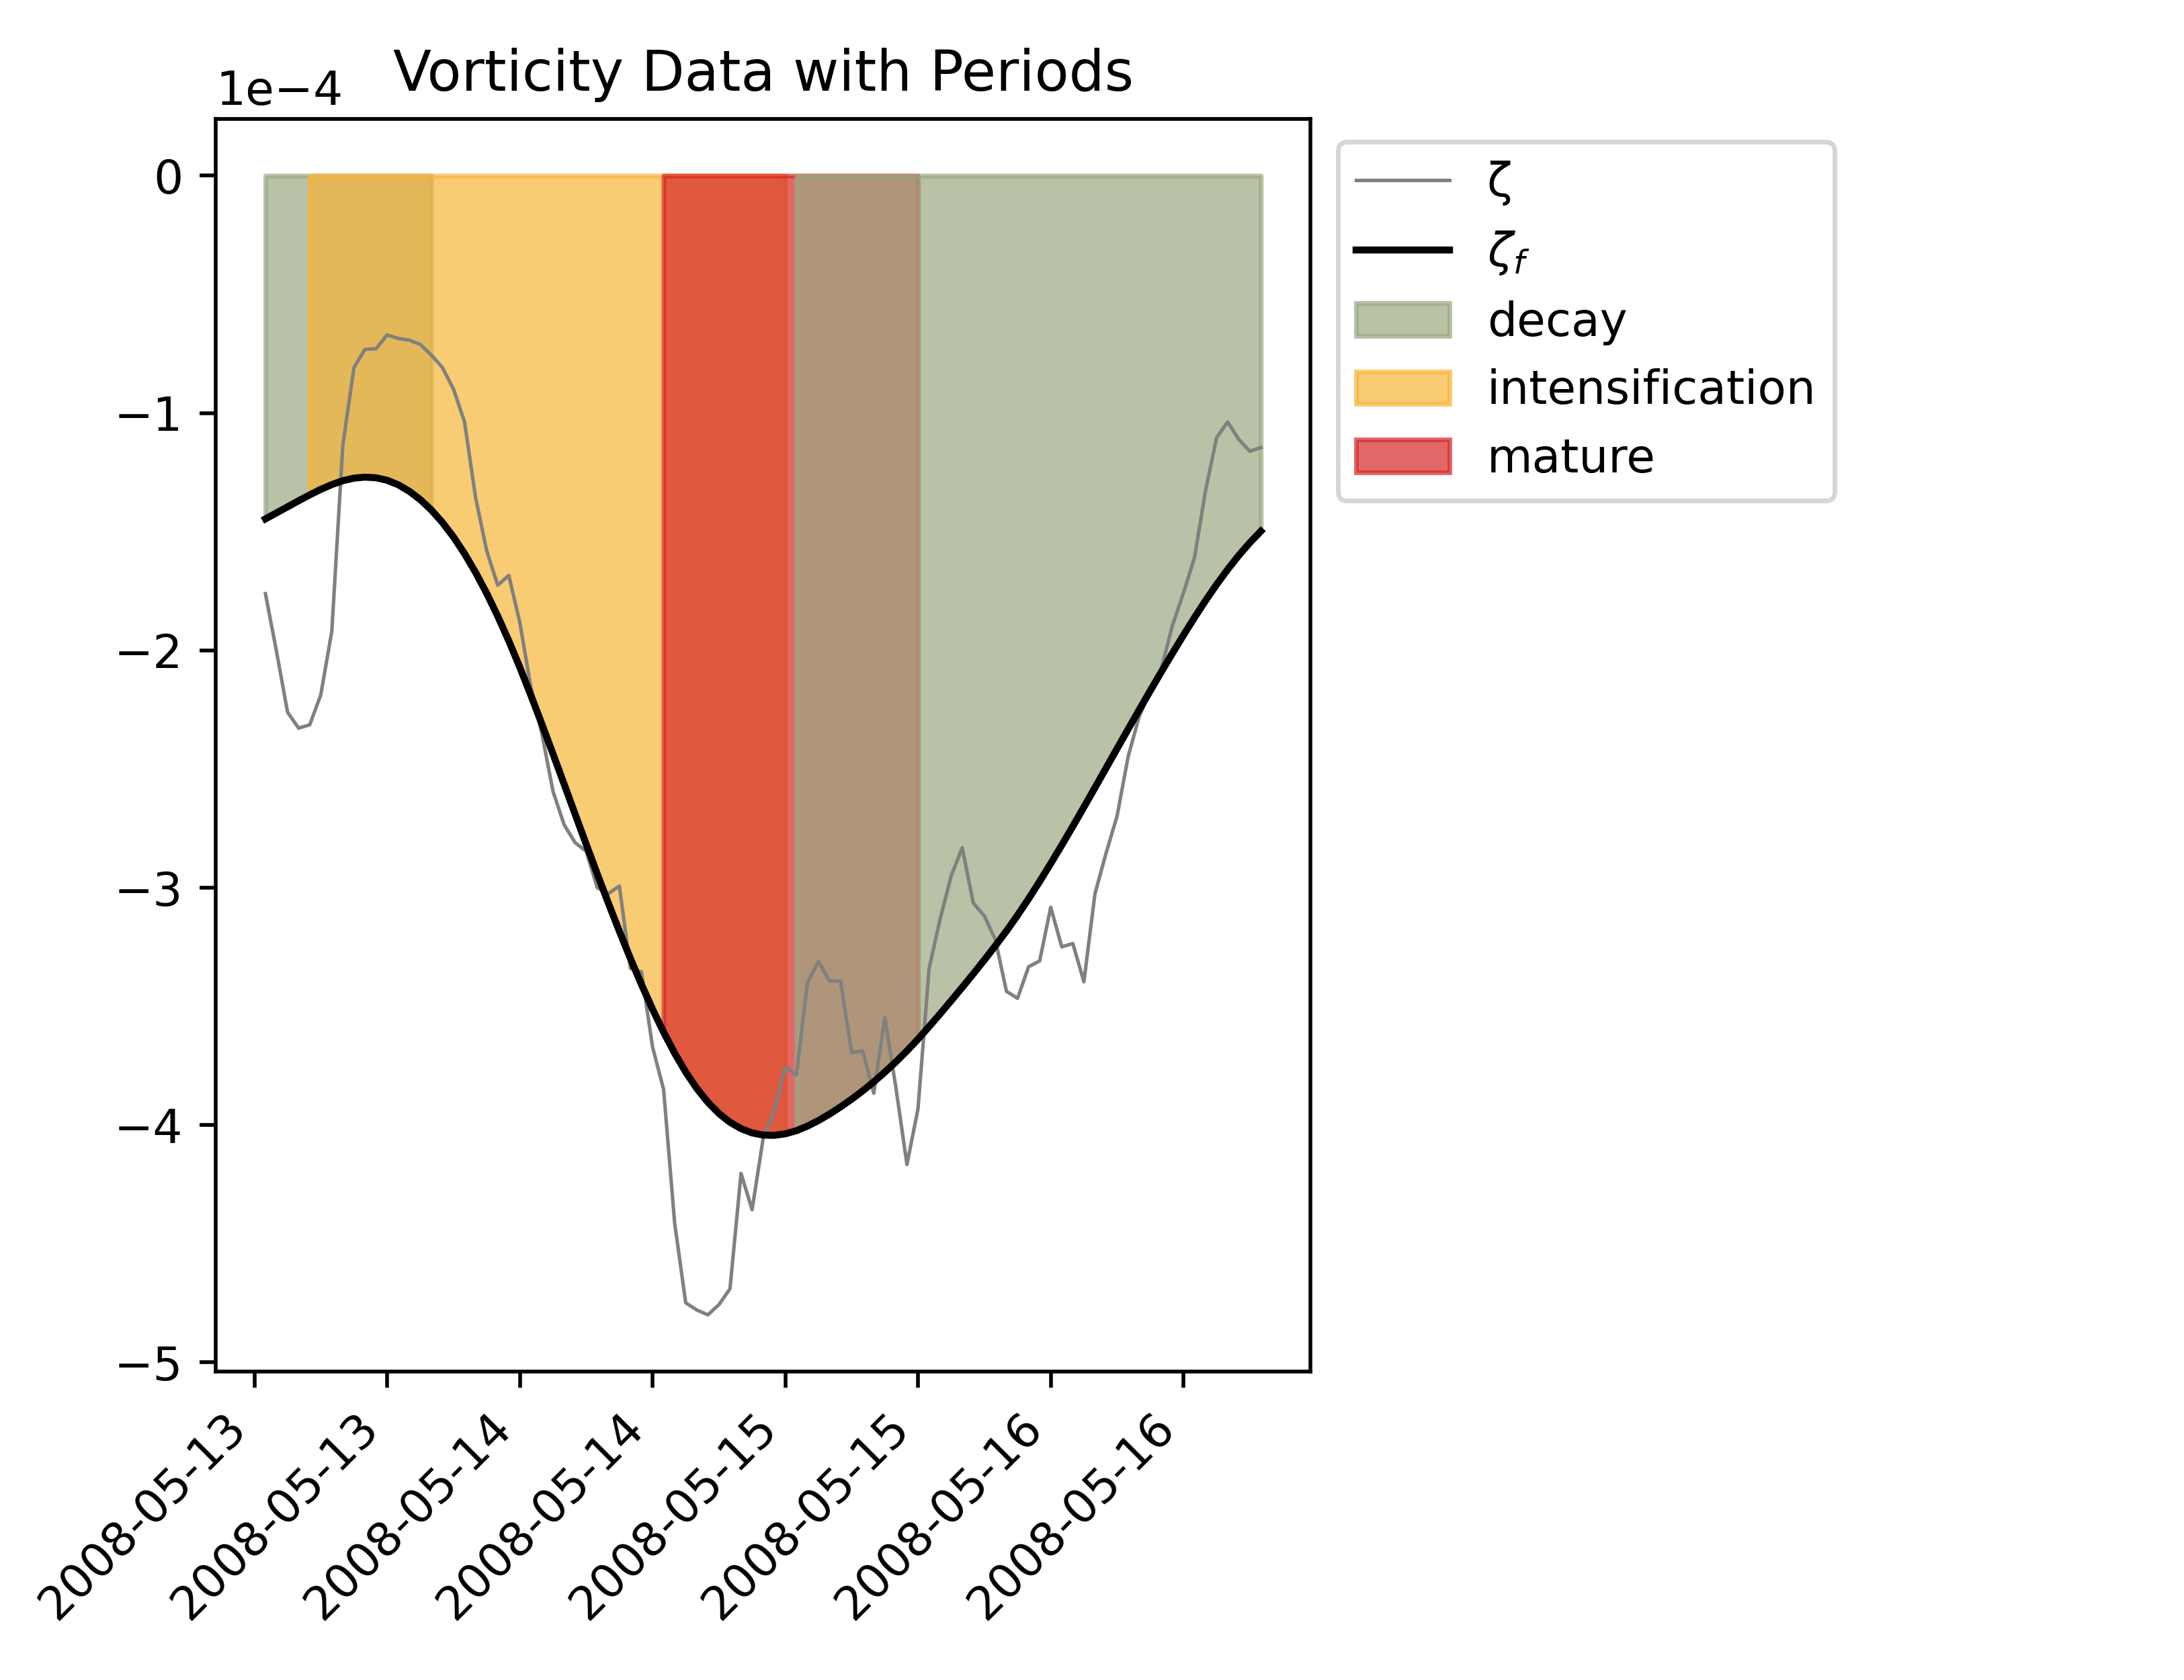 Vorticity Data with Periods
1e−4
0
−1
−2
−3
−4
−5
2008-05-13
2008-05-13
2008-05-14
2008-05-14
2008-05-15
2008-05-15
2008-05-16
2008-05-16
ζ
ζf
decay
intensification
mature